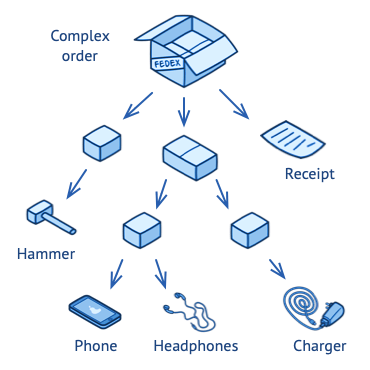 Complex
order
FEDEX
Receipt
Hammer
Phone
Headphones
Charger